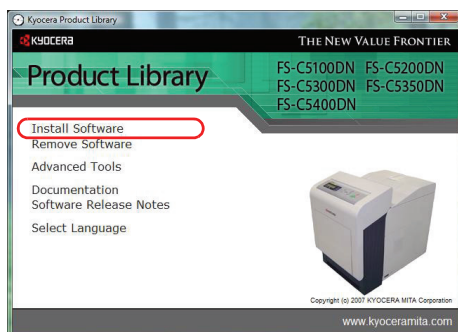 Kyocera Product Library
KYOCERA
THE NEW VALUE FRONTIER
Product Library
FS-C5100DN FS-C5200DN
FS-C5300DN FS-C5350DN
FS-C5400DN
Install Software
Remove Software
Advanced Tools
Documentation
Software Release Notes
Select Language
Copyright (c) 2007 KYOCERA MITA Corporation
www.kyoceramita.com